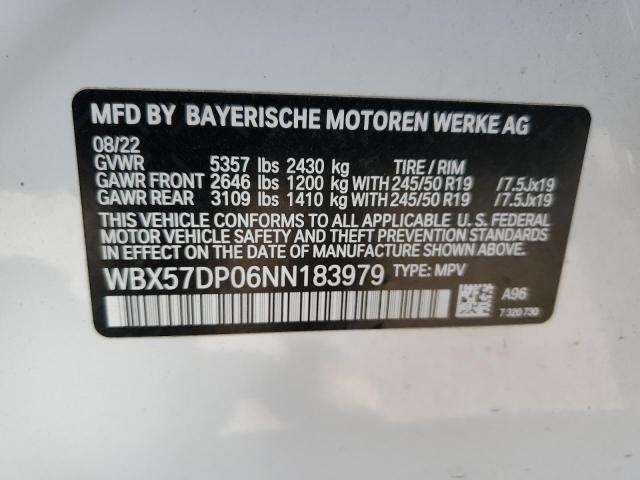 MFD BY BAYERISCHE MOTOREN WERKE AG
08/22
GVWR 5357 lbs 2430 kg TIRE / RIM
GAWR FRONT 2646 lbs 1200 kg WITH 245/50 R19 /7.5Jx19
GAWR REAR 3109 lbs 1410 kg WITH 245/50 R19 /7.5Jx19
THIS VEHICLE CONFORMS TO ALL APPLICABLE U. S. FEDERAL
MOTOR VEHICLE SAFETY AND THEFT PREVENTION STANDARDS
IN EFFECT ON THE DATE OF MANUFACTURE SHOWN ABOVE.
WBX57DP06NN183979 TYPE: MPV
A96
7 320 730